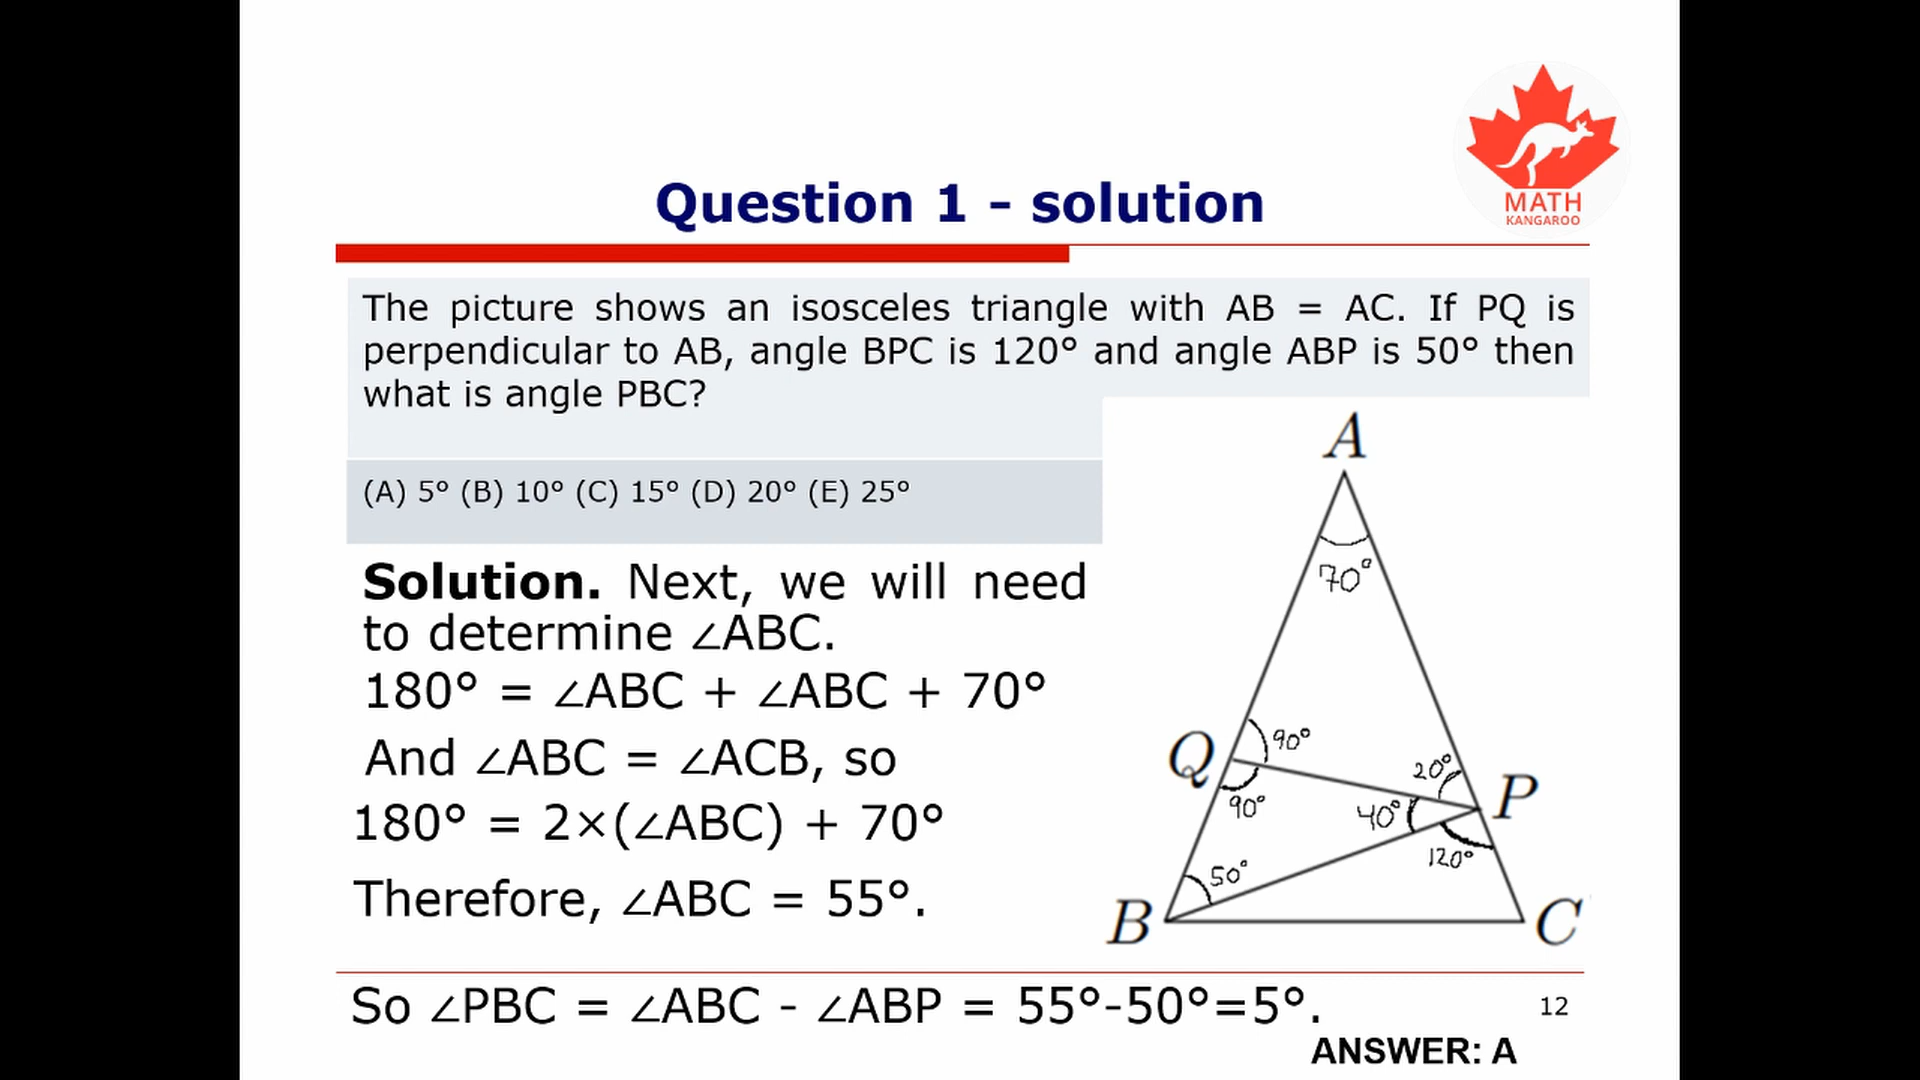 MATH
KANGAROO
Question 1 - solution
The picture shows an isosceles triangle with AB = AC. If PQ is
perpendicular to AB, angle BPC is 120° and angle ABP is 50° then
what is angle PBC?
(A) 5° (B) 10° (C) 15° (D) 20° (E) 25°
Solution. Next, we will need
to determine ∠ABC.
180° = ∠ABC + ∠ABC + 70°
And ∠ABC = ∠ACB, so
180° = 2×(∠ABC) + 70°
Therefore, ∠ABC = 55°.
A
70°
Q
90°
20°
P
90°
40°
120°
50°
B
C
So ∠PBC = ∠ABC - ∠ABP = 55°-50°=5°.
12
ANSWER: A